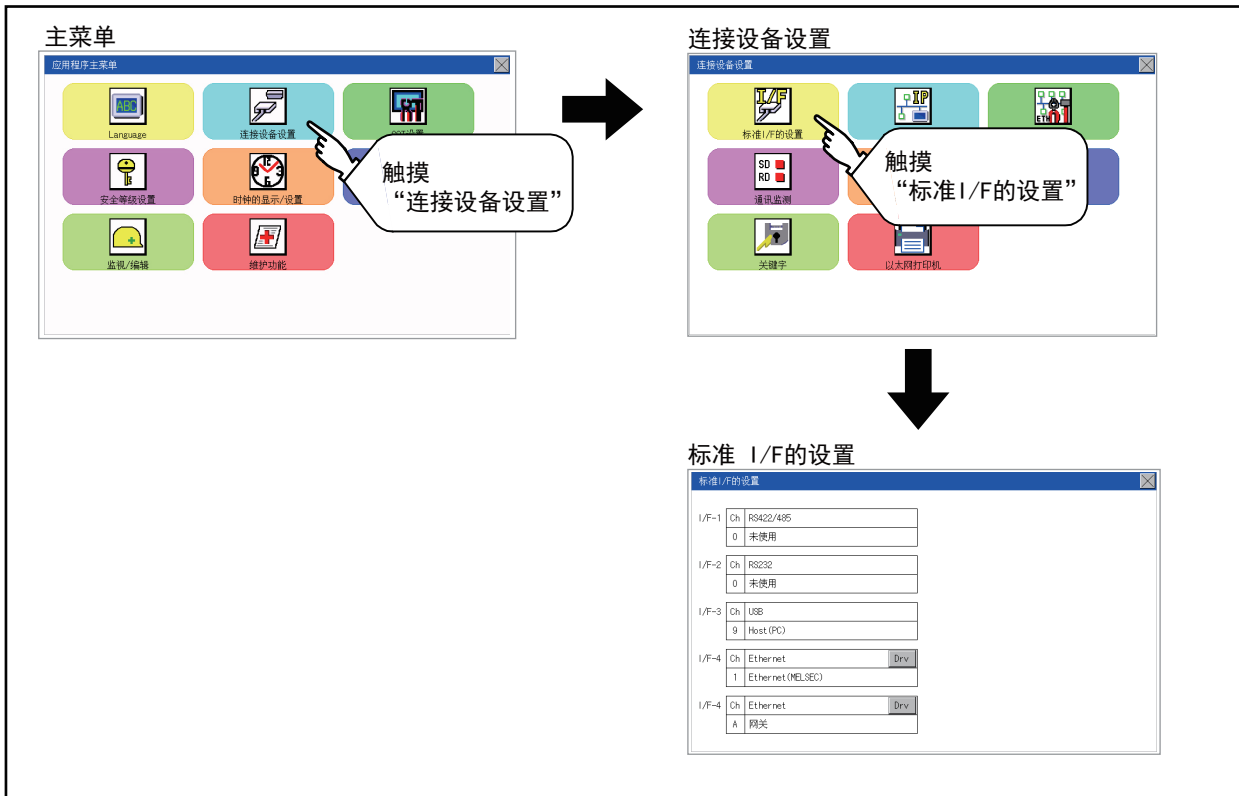 主菜单
应用程序主菜单
ABC
Language
连接设备设置
安全等级设置
时钟的显示/设置
监视/编辑
维护功能
触摸
“连接设备设置”
连接设备设置
连接设备设置
I/F
标准I/F的设置
IP
ETH
SD
RD
通讯监测
关键字
以太网打印机
触摸
“标准I/F的设置”
标准 I/F的设置
标准I/F的设置
I/F-1 Ch RS422/485
0 未使用
I/F-2 Ch RS232
0 未使用
I/F-3 Ch USB
9 Host(PC)
I/F-4 Ch Ethernet Drv
1 Ethernet(MELSEC)
I/F-4 Ch Ethernet Drv
A 网关